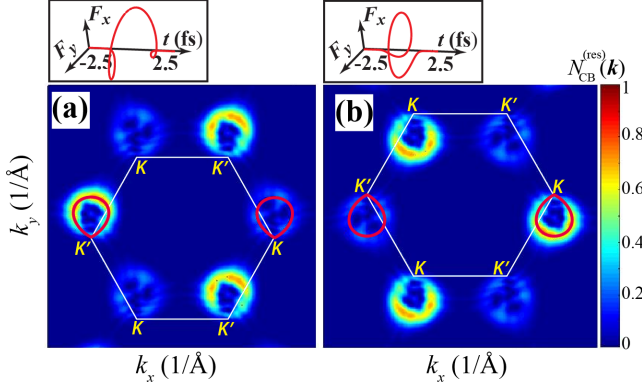 F_x
F_y
-2.5
2.5
t (fs)
F_x
F_y
-2.5
2.5
t (fs)
(a)
K
K'
K'
K
K
K'
k_y (1/Å)
k_x (1/Å)
(b)
K
K'
K'
K
K
K'
k_x (1/Å)
N_CB^(res)(k)
1
0.8
0.6
0.4
0.2
0